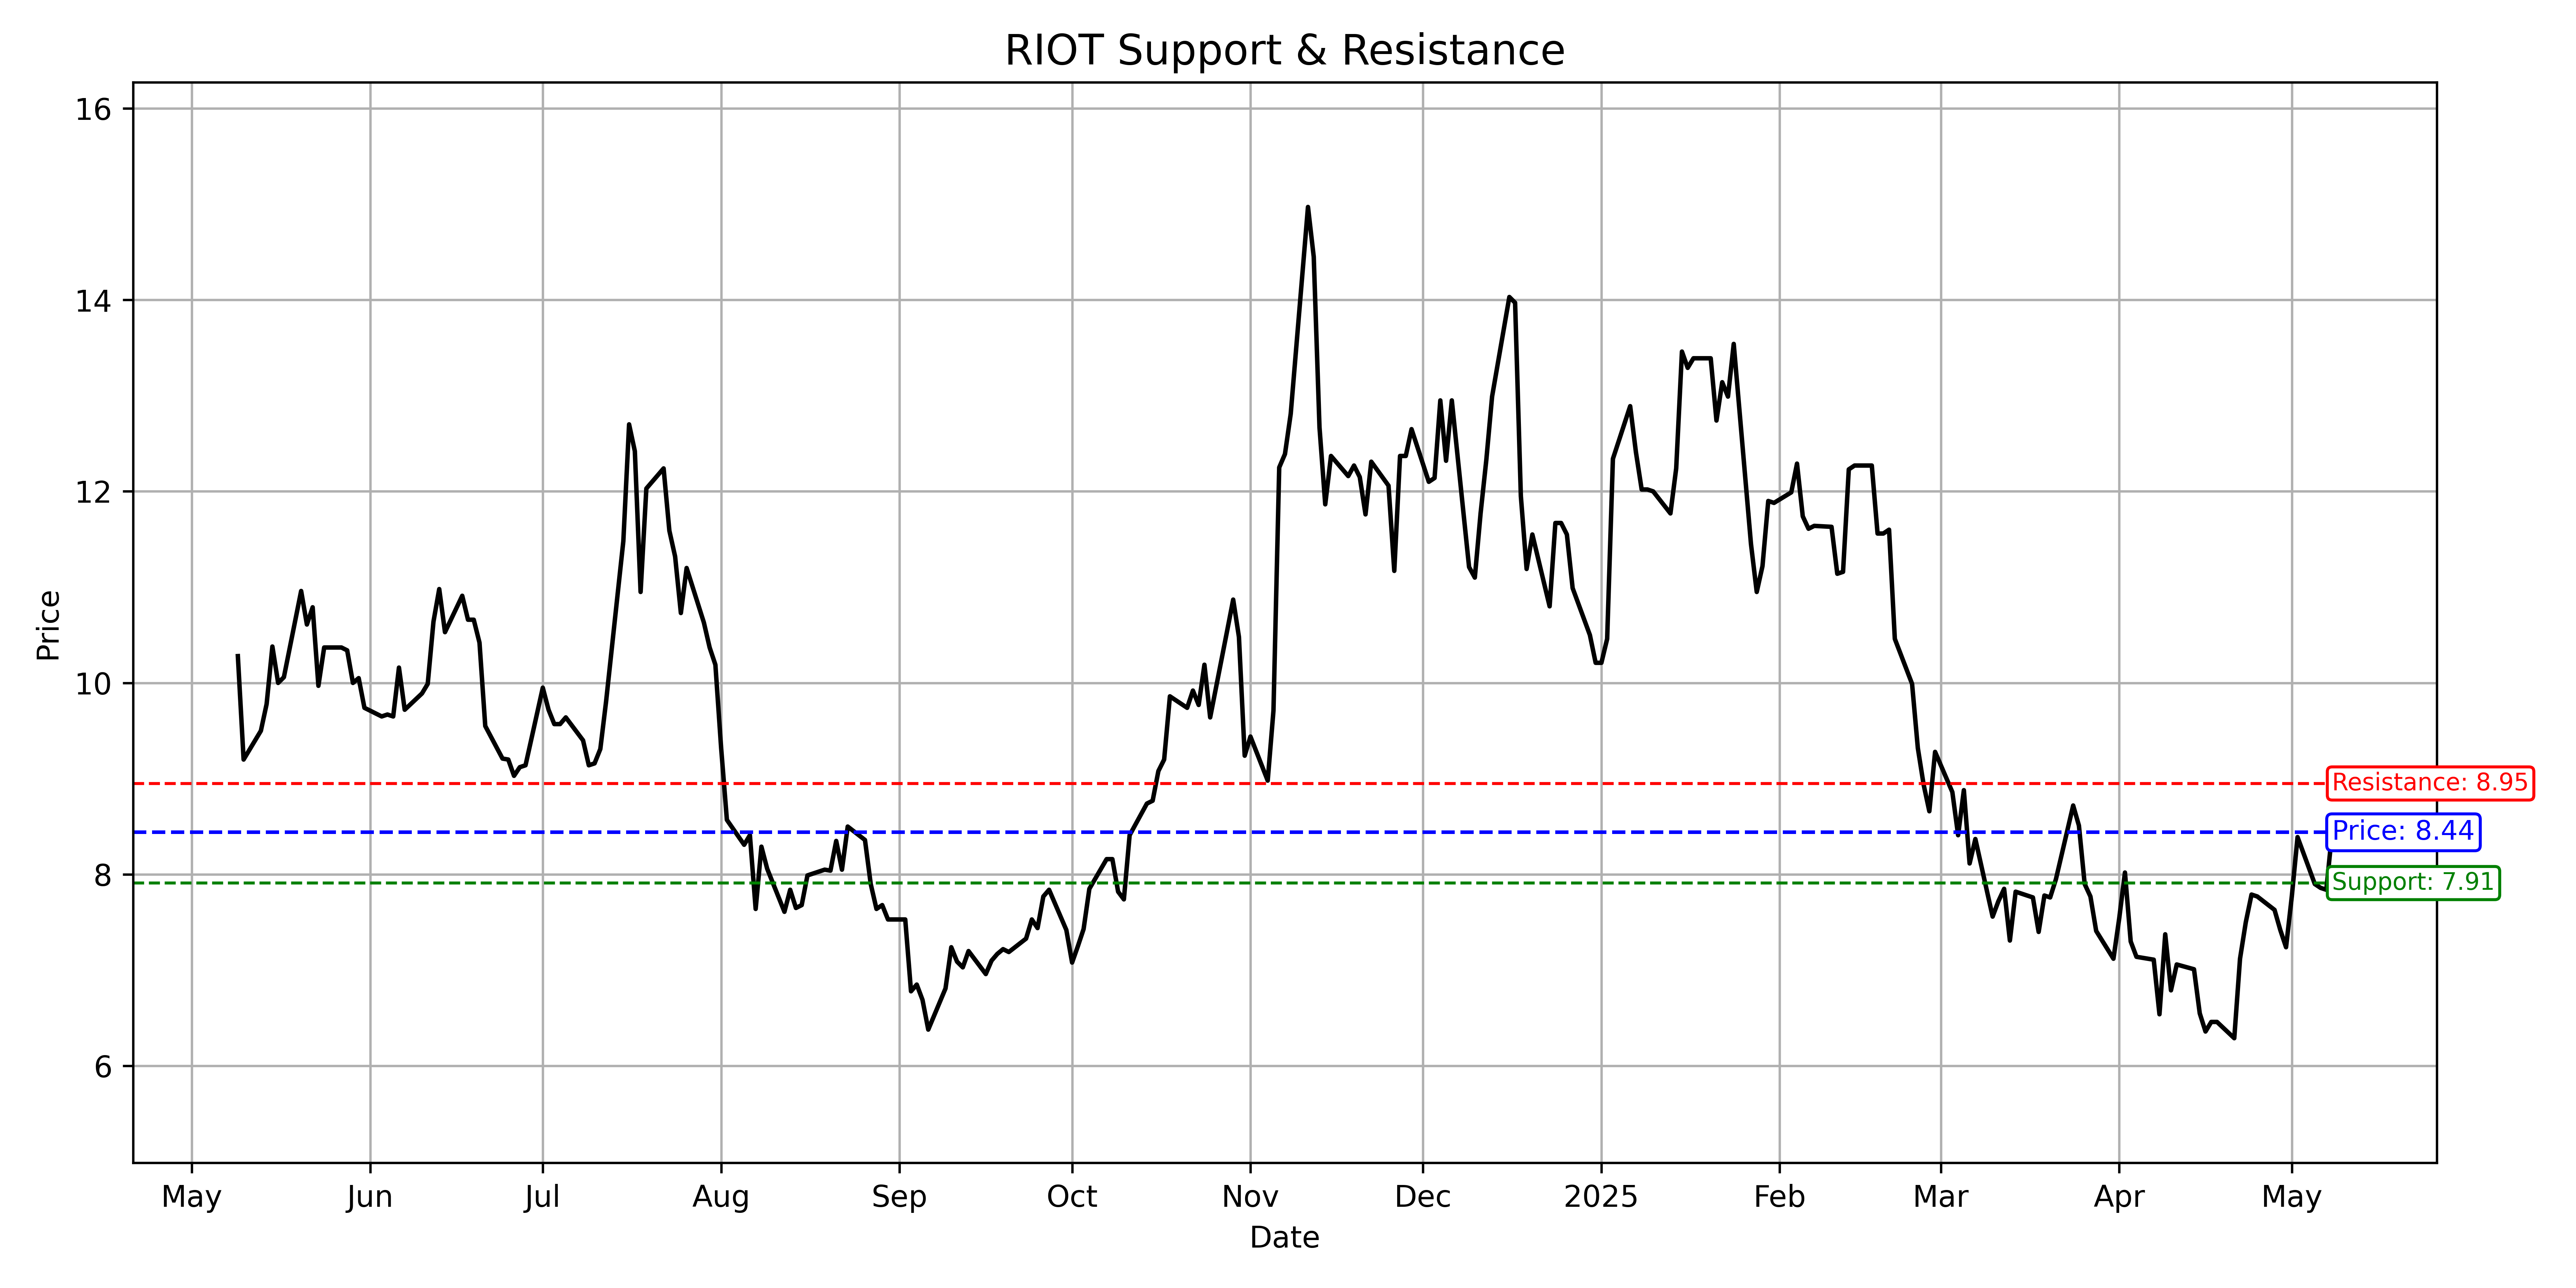 RIOT Support & Resistance
Price
16
14
12
10
8
6
Resistance: 8.95
Price: 8.44
Support: 7.91
May Jun Jul Aug Sep Oct Nov Dec 2025 Feb Mar Apr May
Date